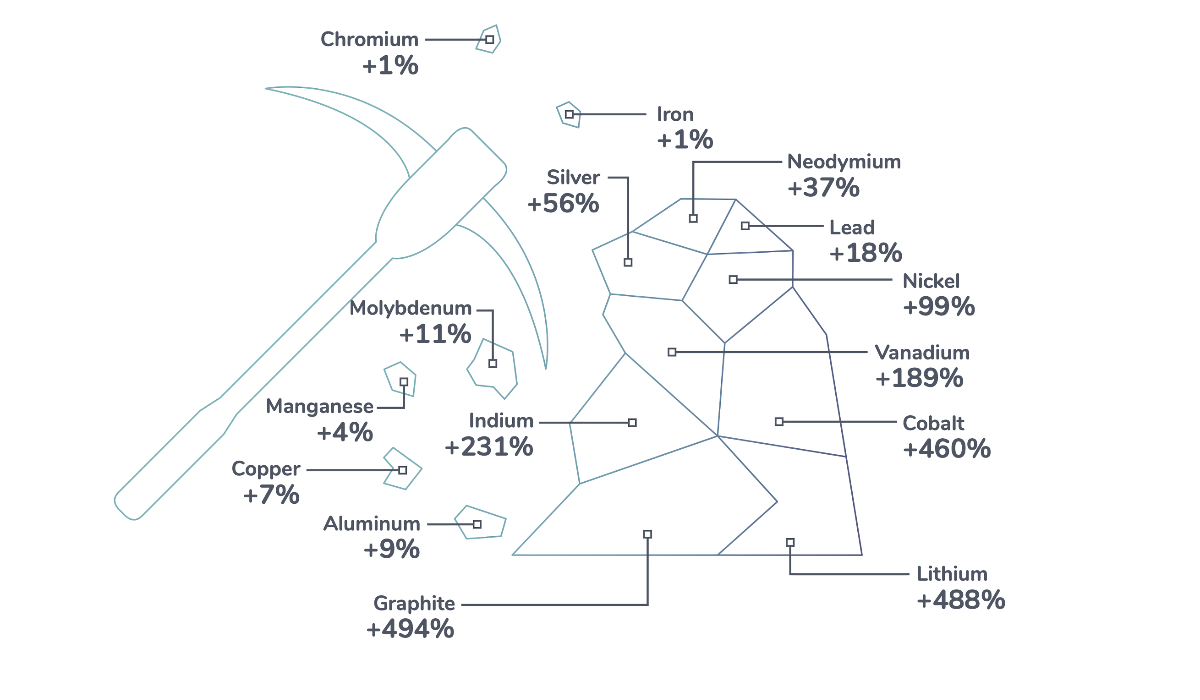 Chromium
+1%
Iron
+1%
Neodymium
+37%
Silver
+56%
Lead
+18%
Nickel
+99%
Molybdenum
+11%
Vanadium
+189%
Manganese
+4%
Indium
+231%
Cobalt
+460%
Copper
+7%
Aluminum
+9%
Lithium
+488%
Graphite
+494%